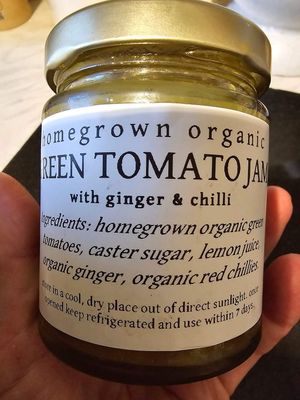 homegrown organic
REEN TOMATO JAM
with ginger & chilli
ngredients: homegrown organic green
tomatoes, caster sugar, lemon juice.
organic ginger, organic red chillies.
in a cool, dry place out of direct sunlight. once
opened keep refrigerated and use within 7 days.